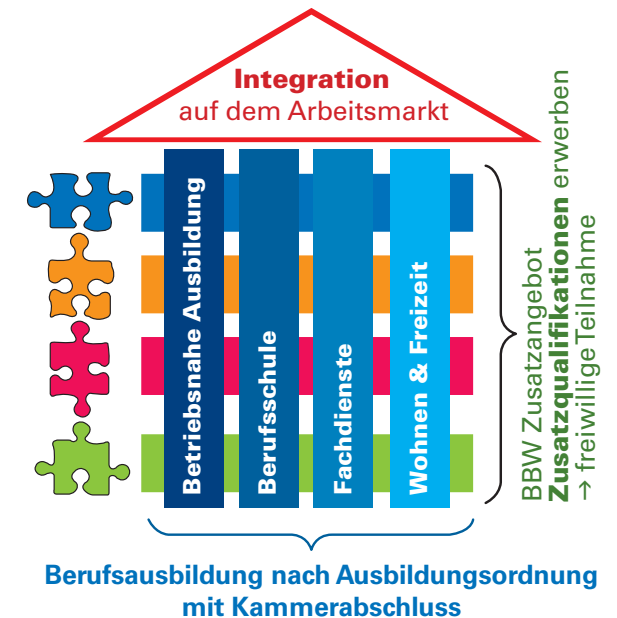 Integration
auf dem Arbeitsmarkt
Betriebsnahe Ausbildung
Berufsschule
Fachdienste
Wohnen & Freizeit
BBW Zusatzangebot
Zusatzqualifikationen erwerben
→ freiwillige Teilnahme
Berufsausbildung nach Ausbildungsordnung
mit Kammerabschluss